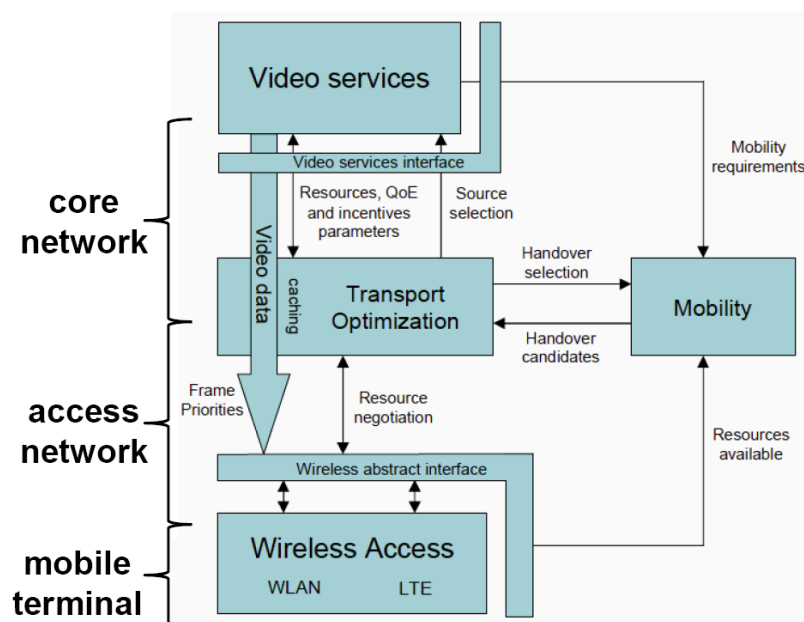 Video services
Video services interface
Mobility
requirements
core
network
Resources, QoE
and incentives
parameters
Source
selection
Video data
caching
Transport
Optimization
Handover
selection
Mobility
Handover
candidates
access
network
Frame
Priorities
Resource
negotiation
Resources
available
Wireless abstract interface
mobile
terminal
Wireless Access
WLAN
LTE